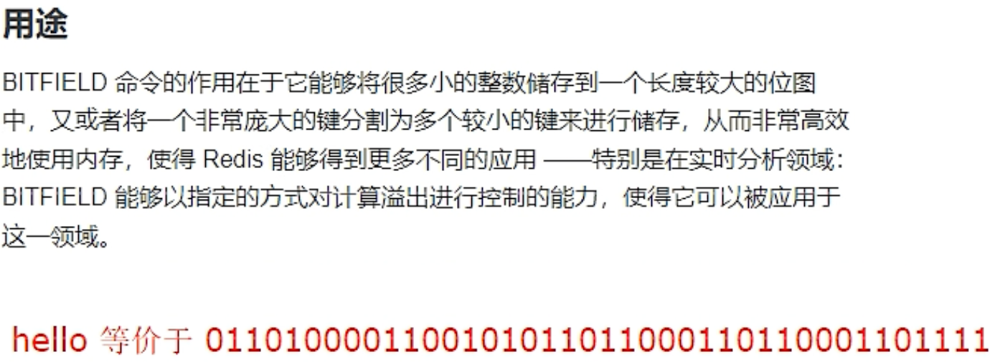 用途
BITFIELD 命令的作用在于它能够将很多小的整数储存到一个长度较大的位图
中，又或者将一个非常庞大的键分割为多个较小的键来进行储存，从而非常高效
地使用内存，使得 Redis 能够得到更多不同的应用 ——特别是在实时分析领域：
BITFIELD 能够以指定的方式对计算溢出进行控制的能力，使得它可以被应用于
这一领域。
hello 等价于 0110100001100101011011000110110001101111